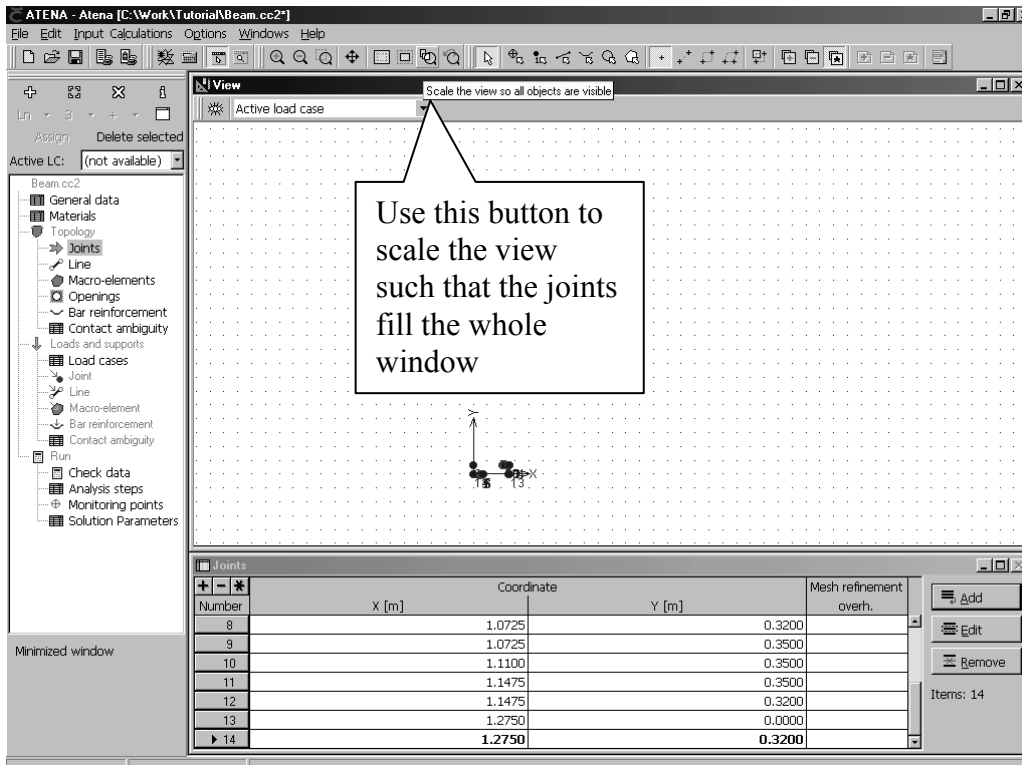 ATENA - Atena [C:\Work\Tutorial\Beam.cc2*]
File Edit Input Calculations Options Windows Help
View
Scale the view so all objects are visible
Active load case
Ln 3 +
Assign Delete selected
Active LC: (not available)
Beam.cc2
General data
Materials
Topology
Joints
Line
Macro-elements
Openings
Bar reinforcement
Contact ambiguity
Loads and supports
Load cases
Joint
Line
Macro-element
Bar reinforcement
Contact ambiguity
Run
Check data
Analysis steps
Monitoring points
Solution Parameters
Minimized window
Use this button to
scale the view
such that the joints
fill the whole
window
Y
X
13
Joints
Coordinate Mesh refinement
Number X [m] Y [m] overh.
8 1.0725 0.3200
9 1.0725 0.3500
10 1.1100 0.3500
11 1.1475 0.3500
12 1.1475 0.3200
13 1.2750 0.0000
14 1.2750 0.3200
Add
Edit
Remove
Items: 14